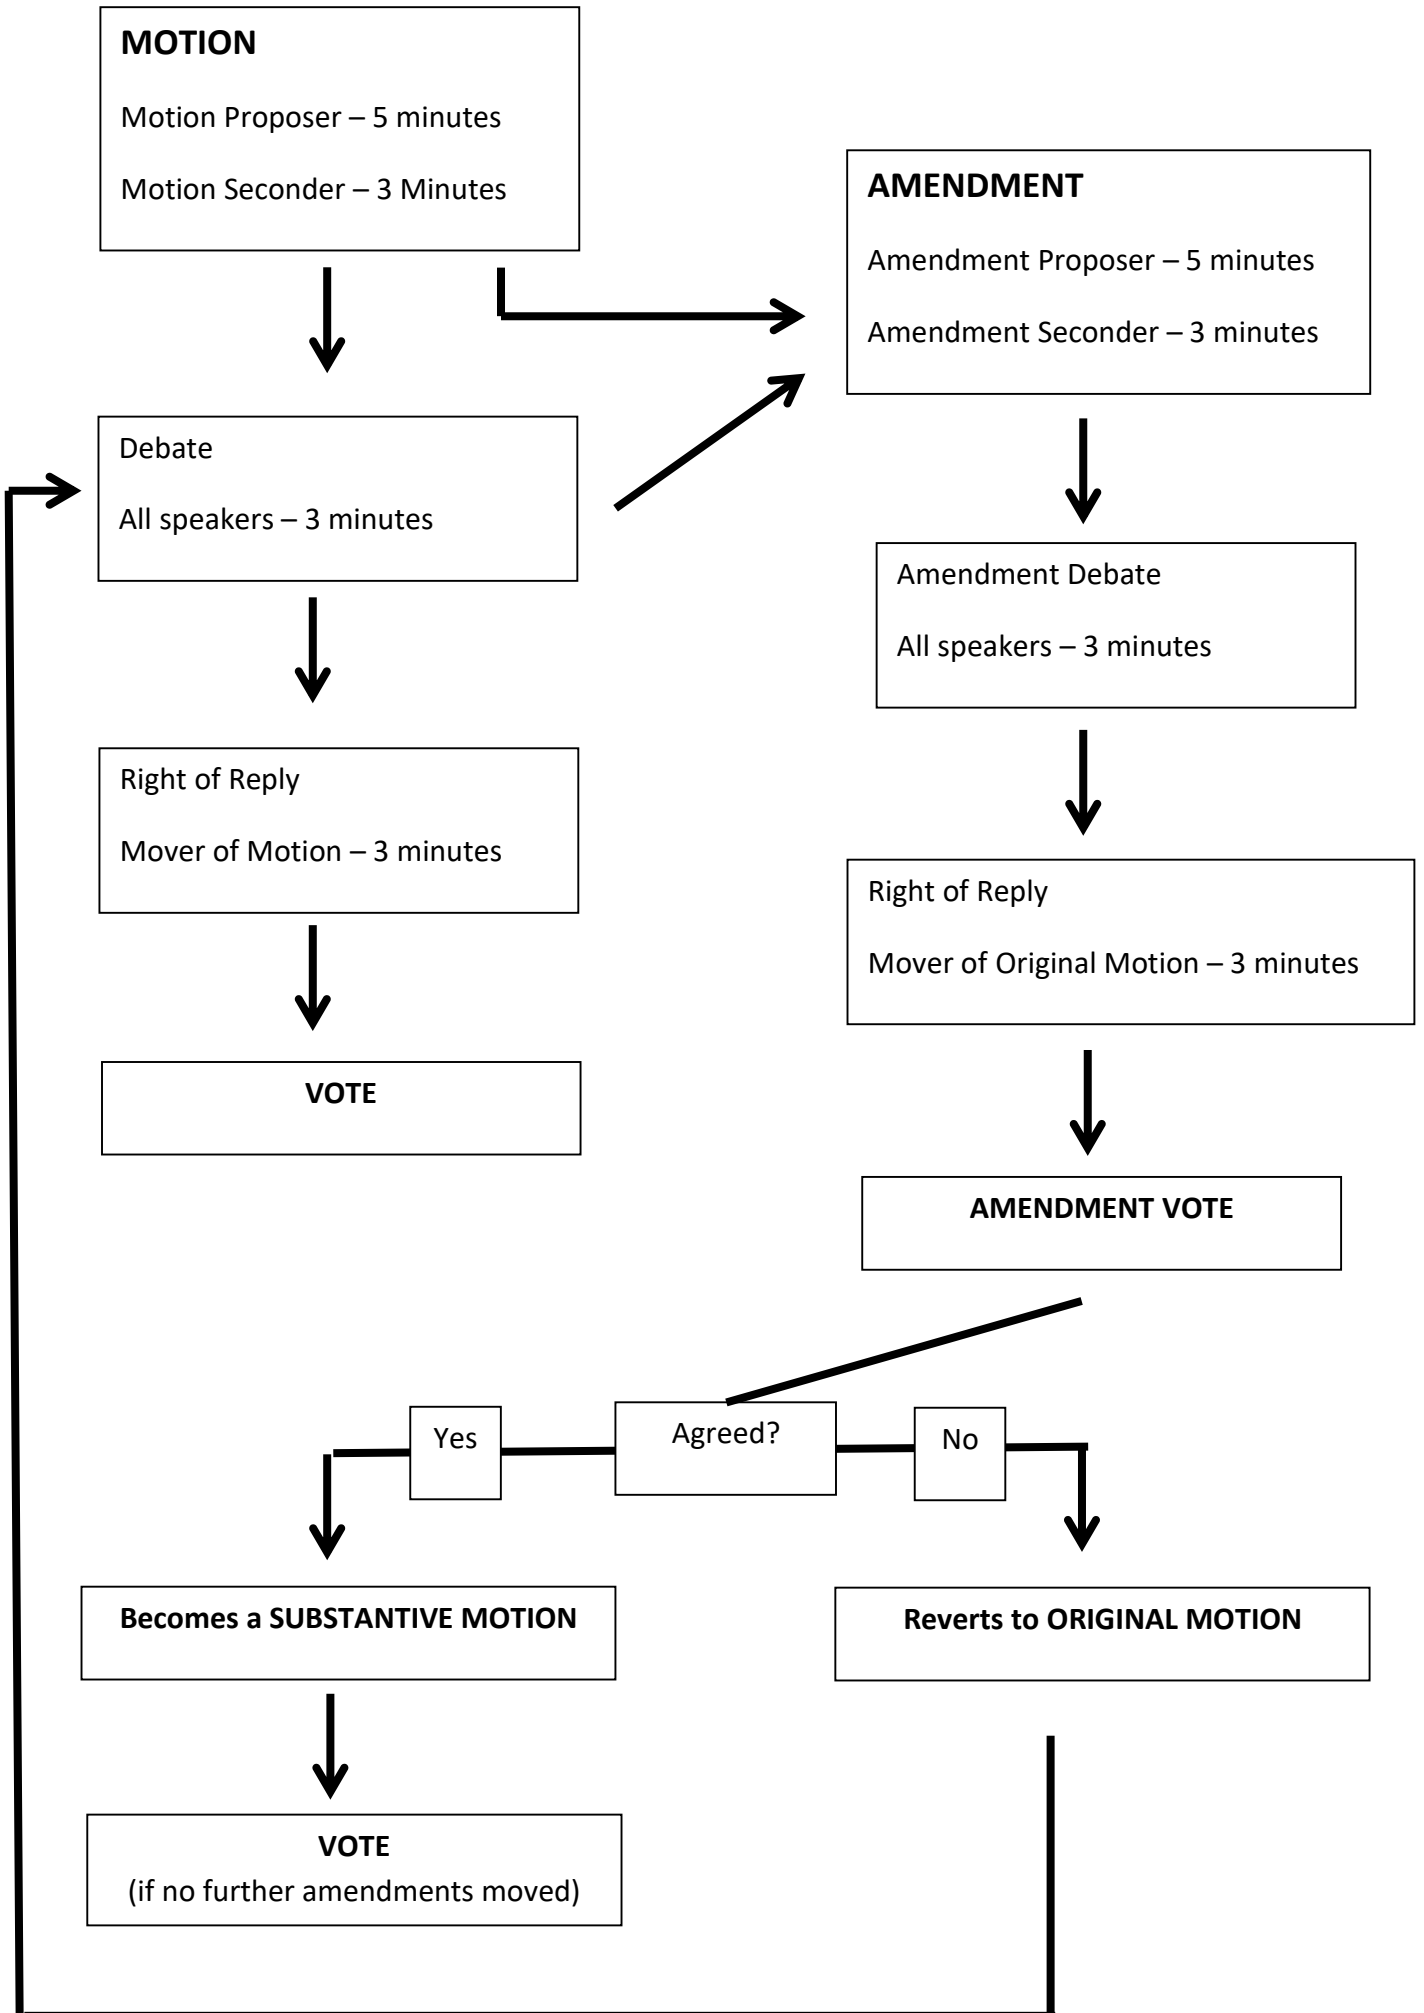 MOTION
Motion Proposer – 5 minutes
Motion Seconder – 3 Minutes
AMENDMENT
Amendment Proposer – 5 minutes
Amendment Seconder – 3 minutes
Debate
All speakers – 3 minutes
Amendment Debate
All speakers – 3 minutes
Right of Reply
Mover of Motion – 3 minutes
Right of Reply
Mover of Original Motion – 3 minutes
VOTE
AMENDMENT VOTE
Yes
Agreed?
No
Becomes a SUBSTANTIVE MOTION
Reverts to ORIGINAL MOTION
VOTE
(if no further amendments moved)